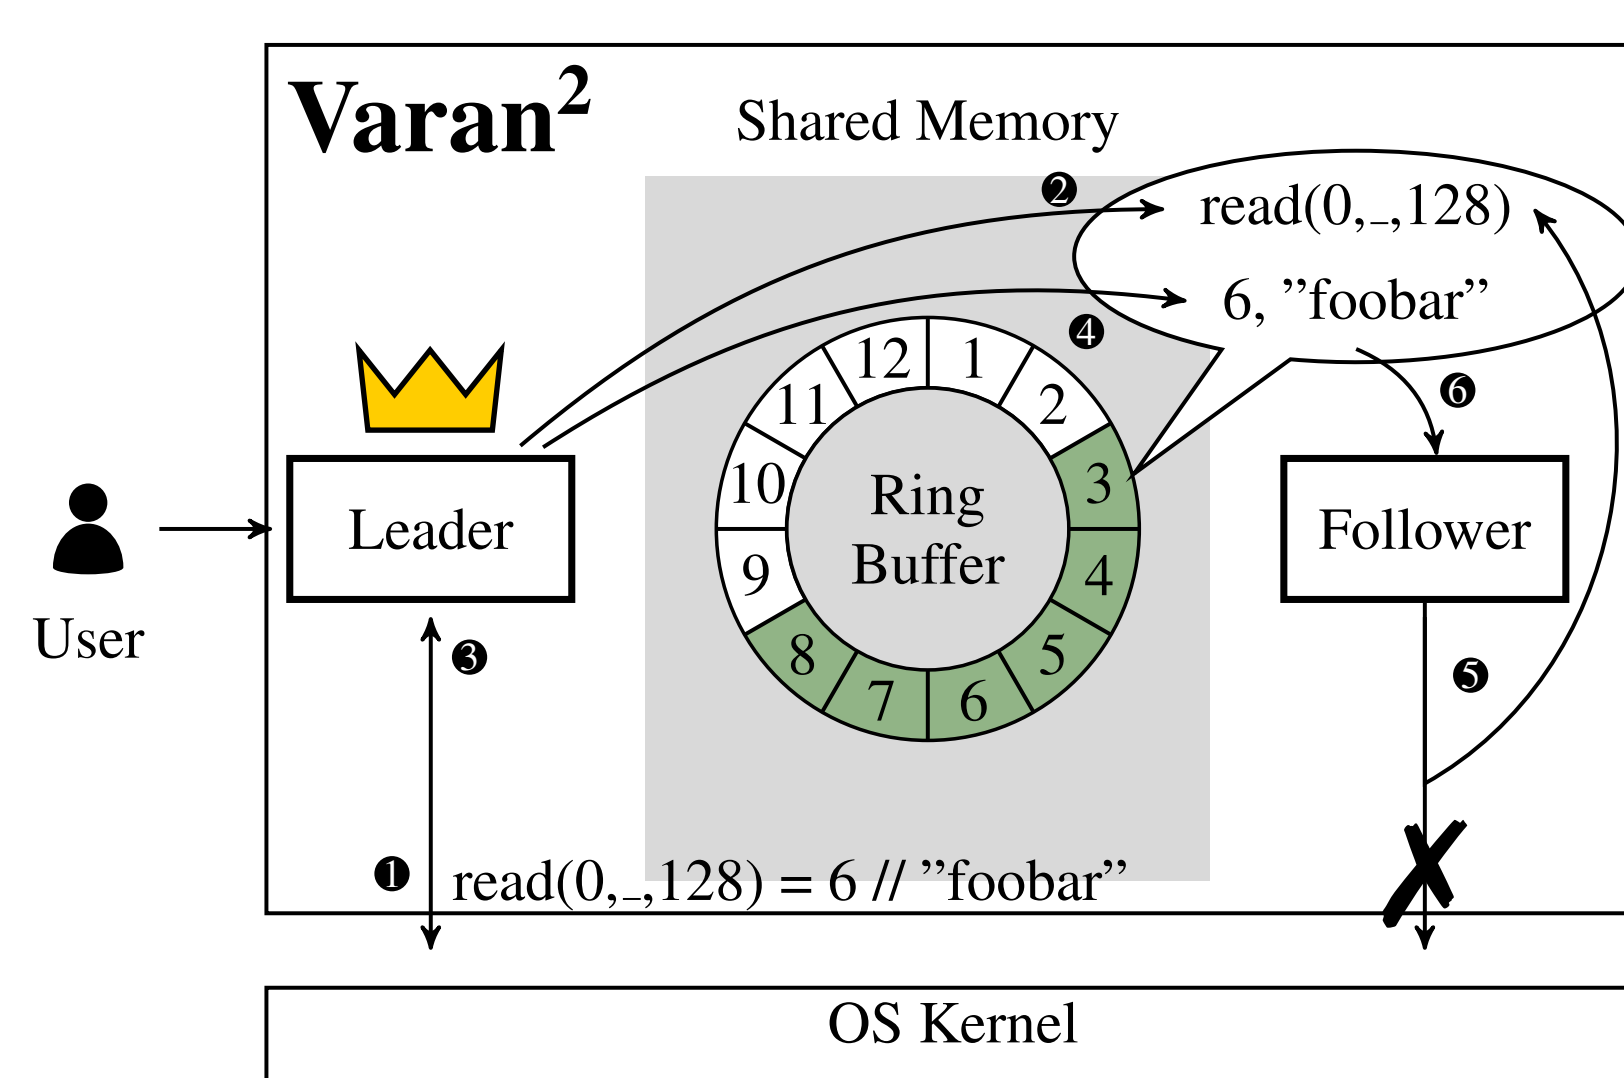 Varan²
Shared Memory
❷
read(0,_,128)
❹
6, ”foobar”
❻
12
1
11
2
10
3
9
4
8
5
7
6
Ring
Buffer
Leader
Follower
User
❸
❺
❶
read(0,_,128) = 6 // ”foobar”
OS Kernel